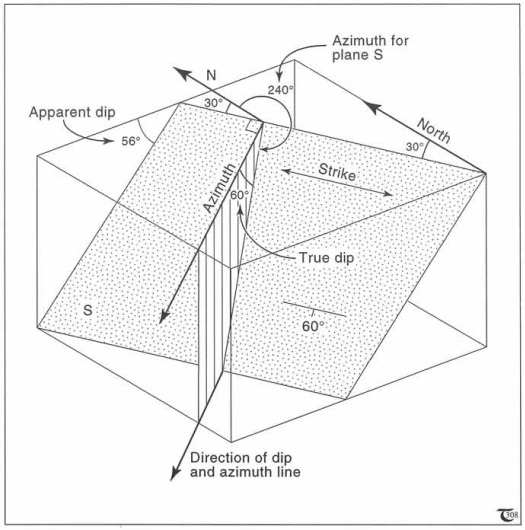 Azimuth for
plane S
N
240°
30°
Apparent dip
56°
North
30°
Strike
Azimuth
60°
True dip
S
60°
Direction of dip
and azimuth line
308